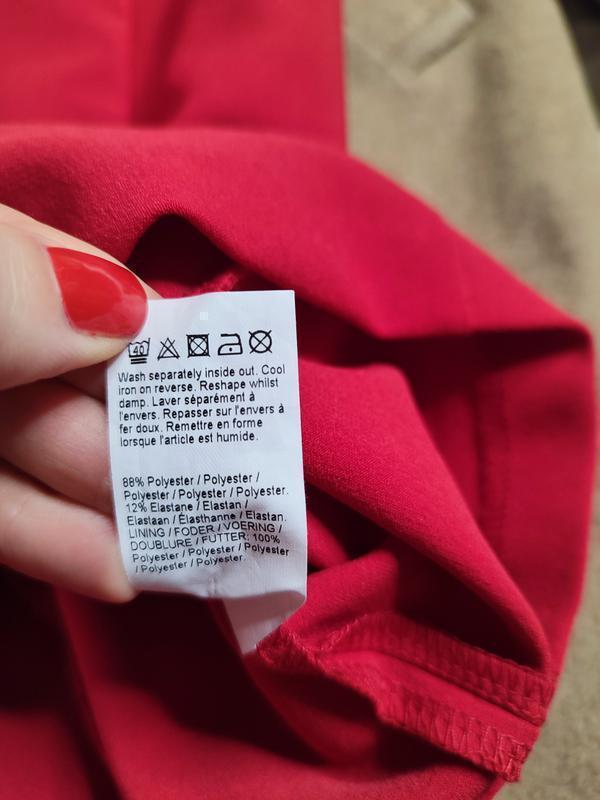 40
Wash separately inside out. Cool
iron on reverse. Reshape whilst
damp. Laver séparément à
l'envers. Repasser sur l'envers à
fer doux. Remettre en forme
lorsque l'article est humide.
88% Polyester / Polyester /
Polyester / Polyester / Polyester.
12% Elastane / Elastan /
Elastaan / Élasthanne / Elastan.
LINING / FODER / VOERING /
DOUBLURE / FUTTER: 100%
Polyester / Polyester / Polyester
/ Polyester / Polyester.